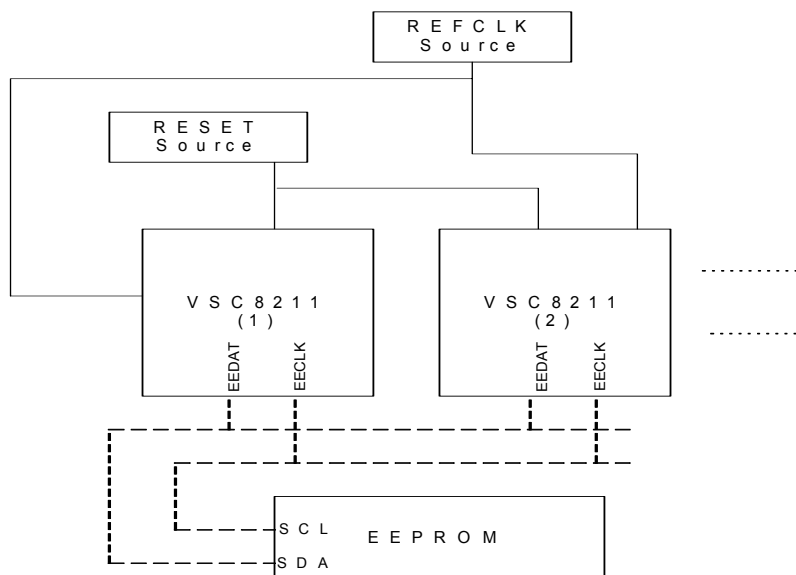 REFCLK
Source
RESET
Source
VSC8211
(1)
VSC8211
(2)
EEDAT
EECLK
EEDAT
EECLK
SCL
EEPROM
SDA